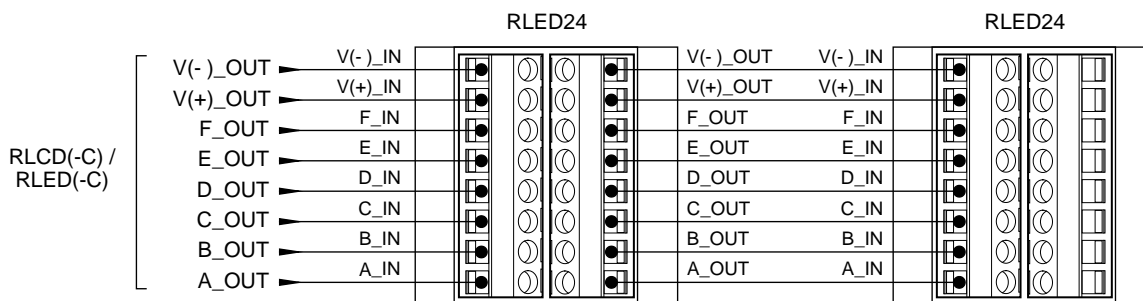 RLED24 RLED24
V(- )_OUT V(- )_IN V(- )_OUT V(- )_IN
V(+)_OUT V(+)_IN V(+)_OUT V(+)_IN
F_OUT F_IN F_OUT F_IN
RLCD(-C) /
RLED(-C)
E_OUT E_IN E_OUT E_IN
D_OUT D_IN D_OUT D_IN
C_OUT C_IN C_OUT C_IN
B_OUT B_IN B_OUT B_IN
A_OUT A_IN A_OUT A_IN